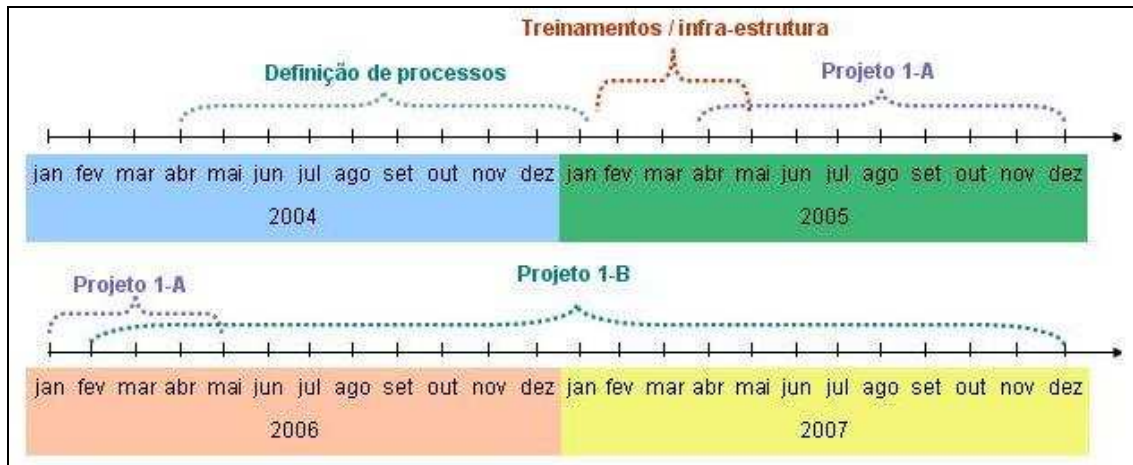 Treinamentos / infra-estrutura
Definição de processos
Projeto 1-A
jan fev mar abr mai jun jul ago set out nov dez jan fev mar abr mai jun jul ago set out nov dez
2004 2005
Projeto 1-A
Projeto 1-B
jan fev mar abr mai jun jul ago set out nov dez jan fev mar abr mai jun jul ago set out nov dez
2006 2007